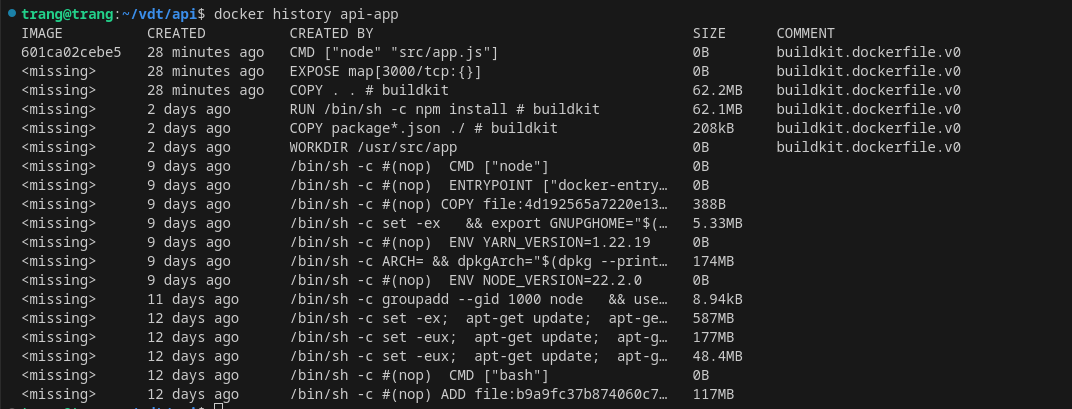 trang@trang:~/vdt/api$ docker history api-app
IMAGE CREATED CREATED BY SIZE COMMENT
601ca02cebe5 28 minutes ago CMD ["node" "src/app.js"] 0B buildkit.dockerfile.v0
<missing> 28 minutes ago EXPOSE map[3000/tcp:{}] 0B buildkit.dockerfile.v0
<missing> 28 minutes ago COPY . . # buildkit 62.2MB buildkit.dockerfile.v0
<missing> 2 days ago RUN /bin/sh -c npm install # buildkit 62.1MB buildkit.dockerfile.v0
<missing> 2 days ago COPY package*.json ./ # buildkit 208kB buildkit.dockerfile.v0
<missing> 2 days ago WORKDIR /usr/src/app 0B buildkit.dockerfile.v0
<missing> 9 days ago /bin/sh -c #(nop)  CMD ["node"] 0B
<missing> 9 days ago /bin/sh -c #(nop)  ENTRYPOINT ["docker-entry… 0B
<missing> 9 days ago /bin/sh -c #(nop) COPY file:4d192565a7220e13… 388B
<missing> 9 days ago /bin/sh -c set -ex   && export GNUPGHOME="$(… 5.33MB
<missing> 9 days ago /bin/sh -c #(nop)  ENV YARN_VERSION=1.22.19 0B
<missing> 9 days ago /bin/sh -c ARCH= && dpkgArch="$(dpkg --print… 174MB
<missing> 9 days ago /bin/sh -c #(nop)  ENV NODE_VERSION=22.2.0 0B
<missing> 11 days ago /bin/sh -c groupadd --gid 1000 node   && use… 8.94kB
<missing> 12 days ago /bin/sh -c set -ex;  apt-get update;  apt-ge… 587MB
<missing> 12 days ago /bin/sh -c set -eux;  apt-get update;  apt-g… 177MB
<missing> 12 days ago /bin/sh -c set -eux;  apt-get update;  apt-g… 48.4MB
<missing> 12 days ago /bin/sh -c #(nop)  CMD ["bash"] 0B
<missing> 12 days ago /bin/sh -c #(nop) ADD file:b9a9fc37b874060c7… 117MB